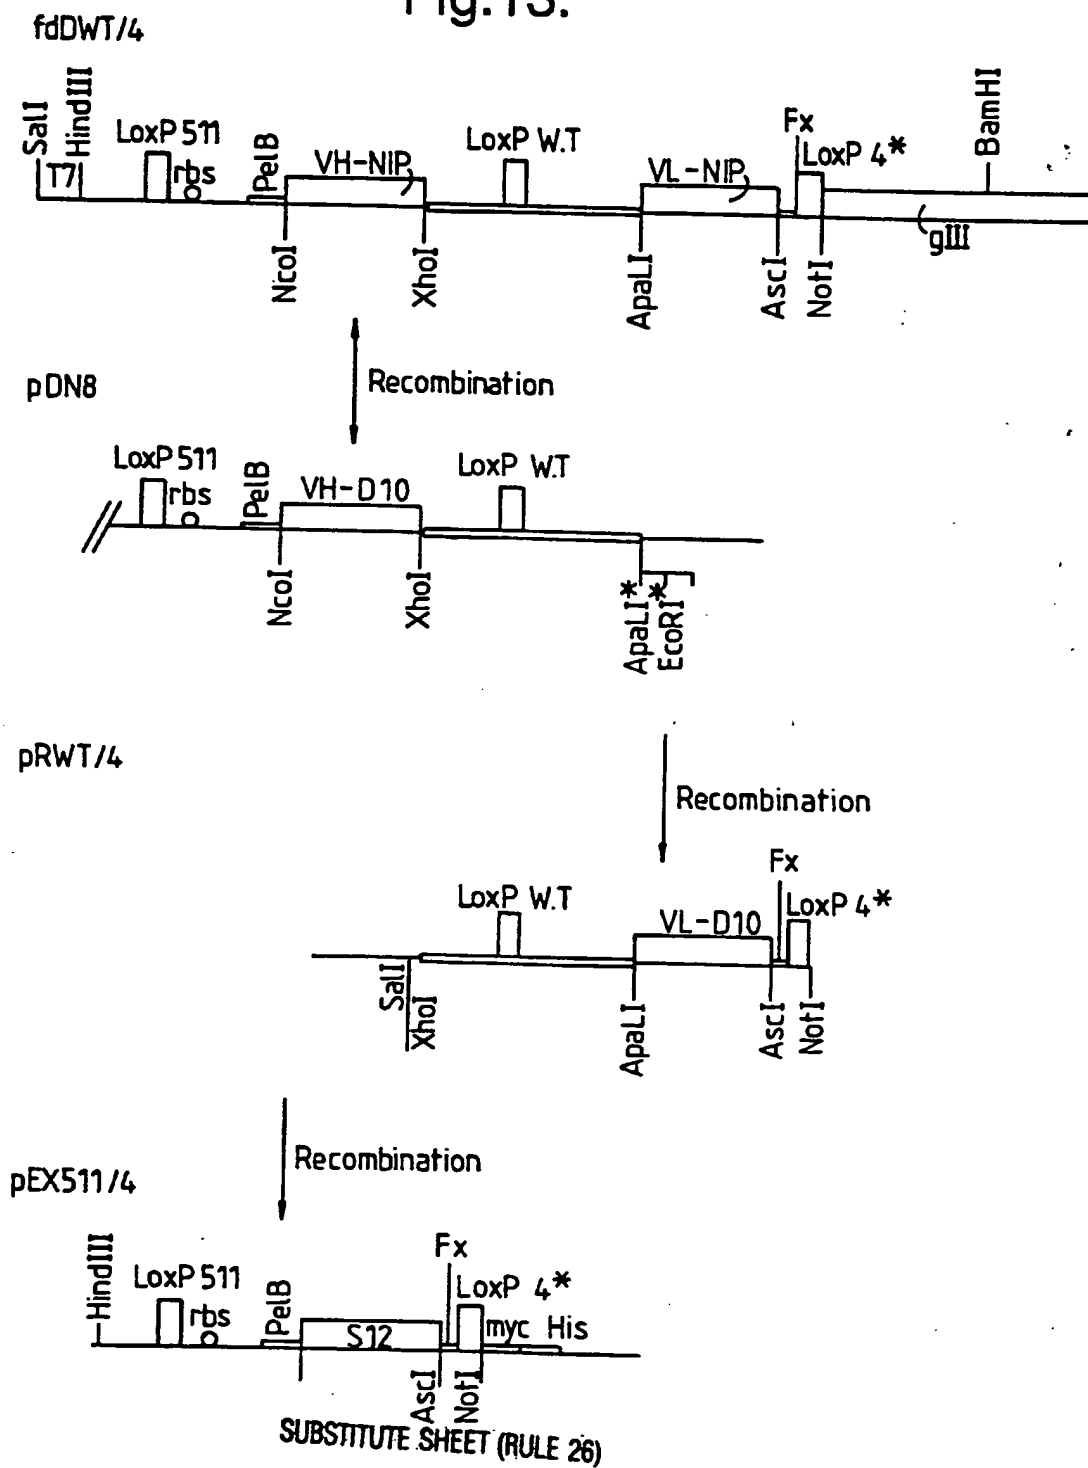 Fig.13.
fdDWT/4
SalI
T7
HindIII
LoxP 511
rbs
PelB
VH-NIP
LoxP W.T
VL-NIP
Fx
LoxP 4*
BamHI
gIII
NcoI
XhoI
ApaLI
AscI
NotI
Recombination
pDN8
LoxP 511
rbs
PelB
VH-D10
LoxP W.T
NcoI
XhoI
ApaLI*
EcoRI*
pRWT/4
Recombination
LoxP W.T
VL-D10
Fx
LoxP 4*
SalI
XhoI
ApaLI
AscI
NotI
Recombination
pEX511/4
HindIII
LoxP 511
rbs
PelB
S12
Fx
LoxP 4*
myc His
AscI
NotI
SUBSTITUTE SHEET (RULE 26)